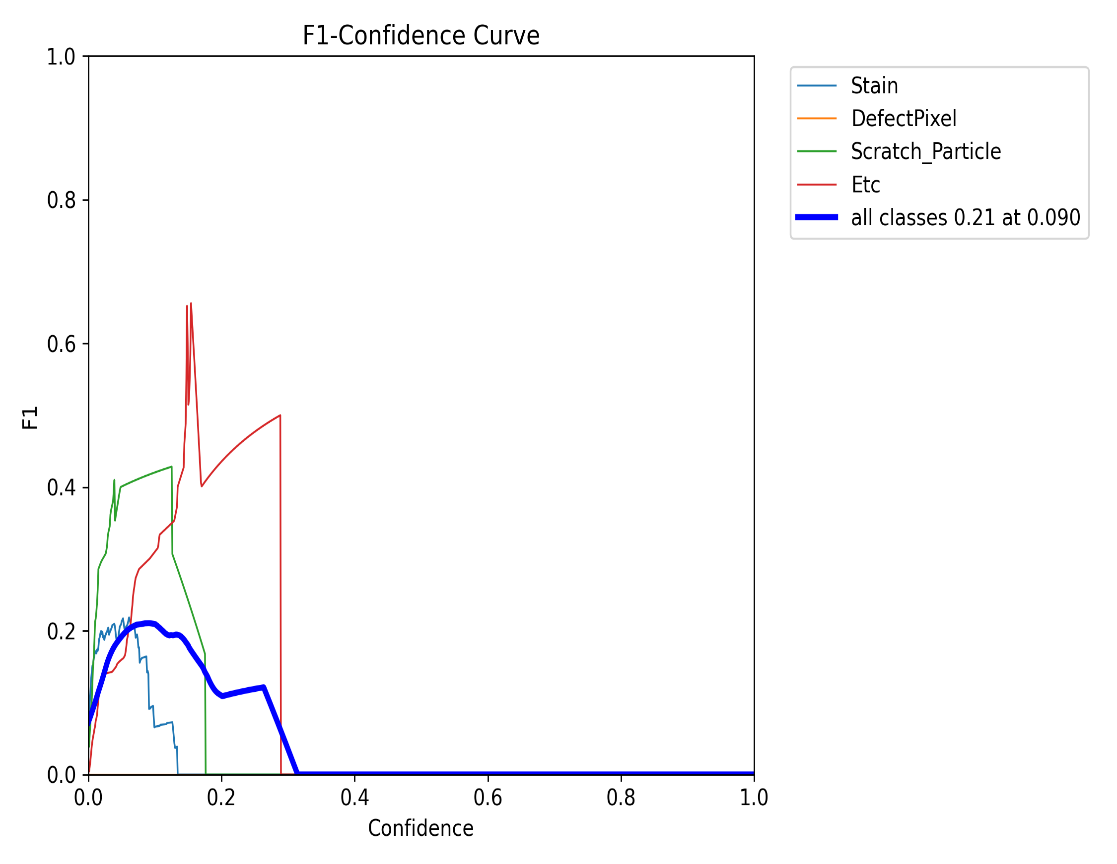 F1-Confidence Curve
1.0
0.8
0.6
0.4
0.2
0.0
F1
0.0 0.2 0.4 0.6 0.8 1.0
Confidence
Stain
DefectPixel
Scratch_Particle
Etc
all classes 0.21 at 0.090